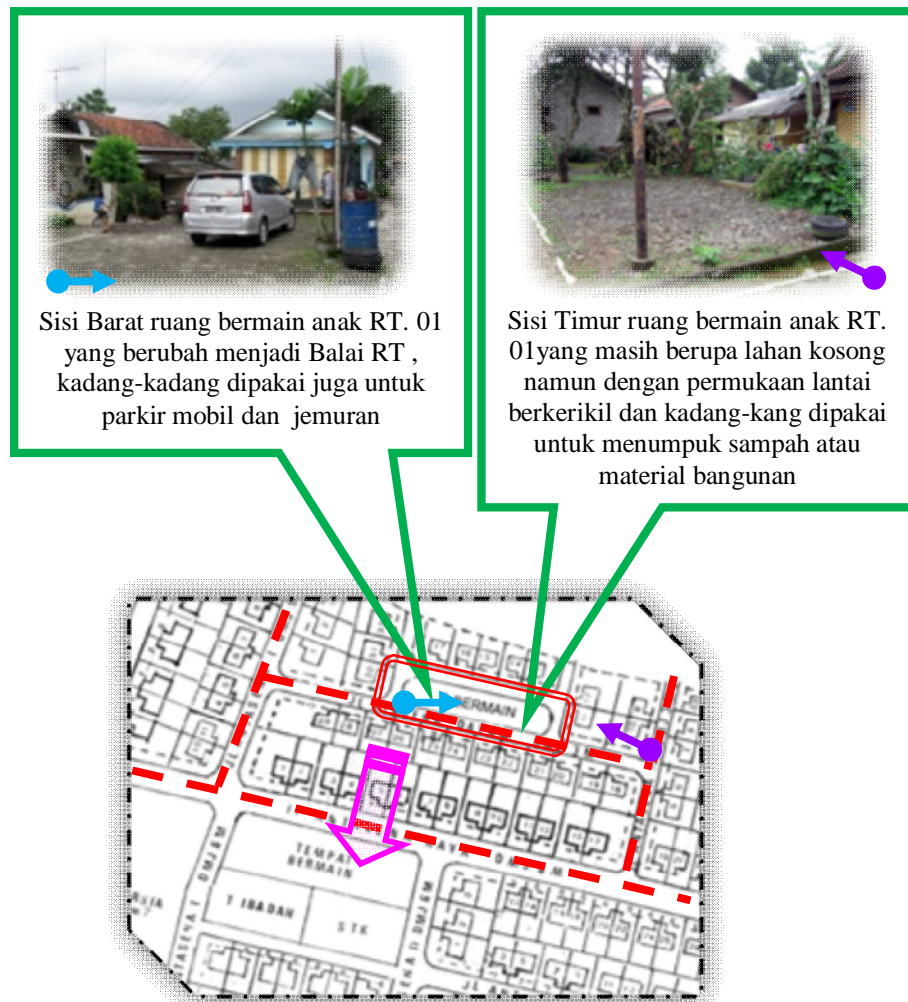 Sisi Barat ruang bermain anak RT. 01
yang berubah menjadi Balai RT ,
kadang-kadang dipakai juga untuk
parkir mobil dan jemuran
Sisi Timur ruang bermain anak RT.
01yang masih berupa lahan kosong
namun dengan permukaan lantai
berkerikil dan kadang-kang dipakai
untuk menumpuk sampah atau
material bangunan
BERMAIN
TEMPAT
BERMAIN
T IBADAH
STK